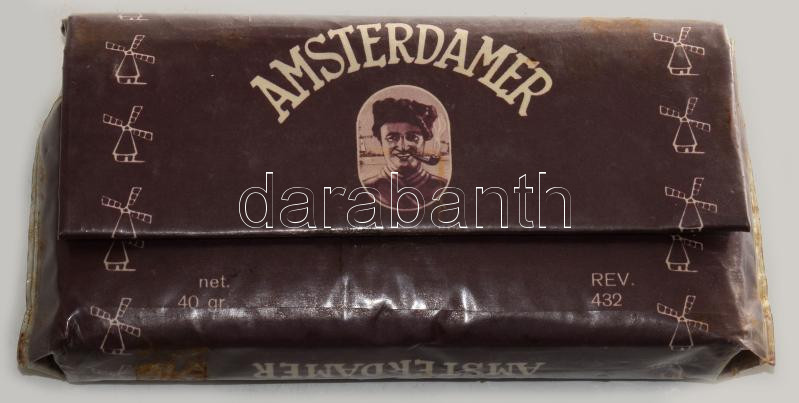 AMSTERDAMER
darabanth
net.
40 gr.
REV.
432
AMSTERDAMER